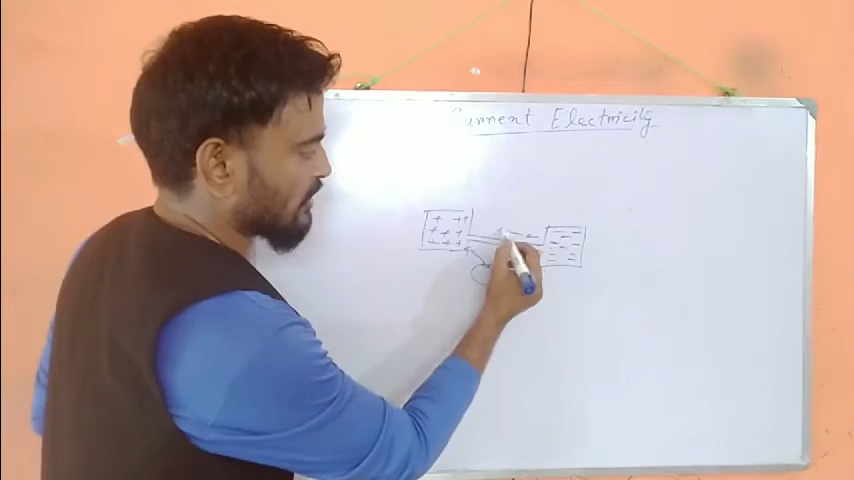 Current Electricity
+ +
+ + +
+ + +
- -
- - -
- -
- -